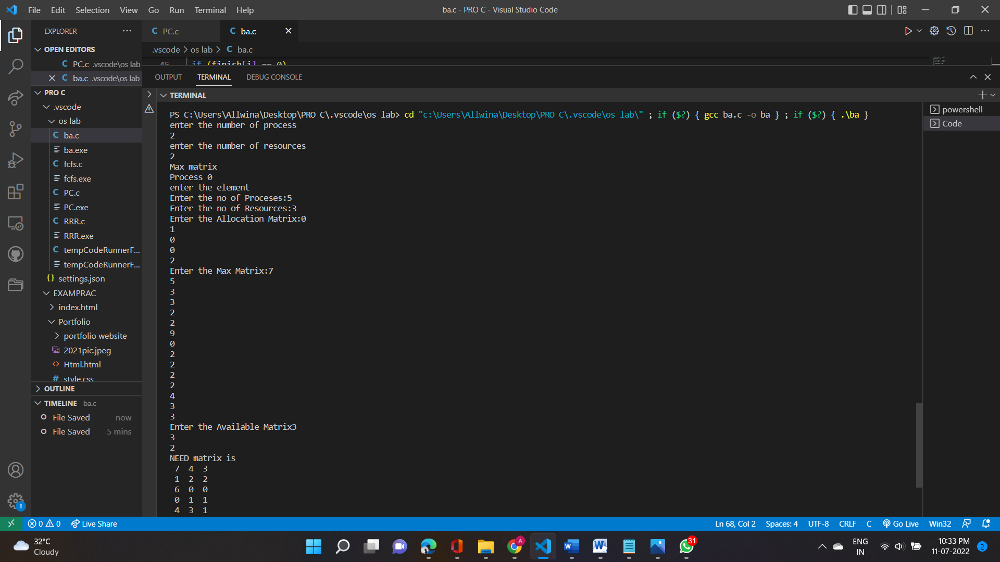 File Edit Selection View Go Run Terminal Help
ba.c - PRO C - Visual Studio Code
EXPLORER
OPEN EDITORS
PC.c .vscode\os lab
ba.c .vscode\os lab
PRO C
.vscode
os lab
ba.c
ba.exe
fcfs.c
fcfs.exe
PC.c
PC.exe
RRR.c
RRR.exe
tempCodeRunnerF...
tempCodeRunnerF...
settings.json
EXAMPRAC
index.html
Portfolio
portfolio website
2021pic.jpeg
Html.html
style.css
OUTLINE
TIMELINE ba.c
File Saved now
File Saved 5 mins
1
PC.c
ba.c
.vscode > os lab > ba.c
45 if (finish[i] == 0)
OUTPUT TERMINAL DEBUG CONSOLE
TERMINAL
PS C:\Users\Allwina\Desktop\PRO C\.vscode\os lab> cd "c:\Users\Allwina\Desktop\PRO C\.vscode\os lab\" ; if ($?) { gcc ba.c -o ba } ; if ($?) { .\ba }
enter the number of process
2
enter the number of resources
2
Max matrix
Process 0
enter the element
Enter the no of Proceses:5
Enter the no of Resources:3
Enter the Allocation Matrix:0
1
0
0
2
Enter the Max Matrix:7
5
3
3
2
2
9
0
2
2
2
2
4
3
3
Enter the Available Matrix3
3
2
NEED matrix is
7 4 3
1 2 2
6 0 0
0 1 1
4 3 1
powershell
Code
0 0 Live Share
Ln 68, Col 2 Spaces: 4 UTF-8 CRLF C Go Live Win32
32°C
Cloudy
A
31
ENG
IN
10:33 PM
11-07-2022
2